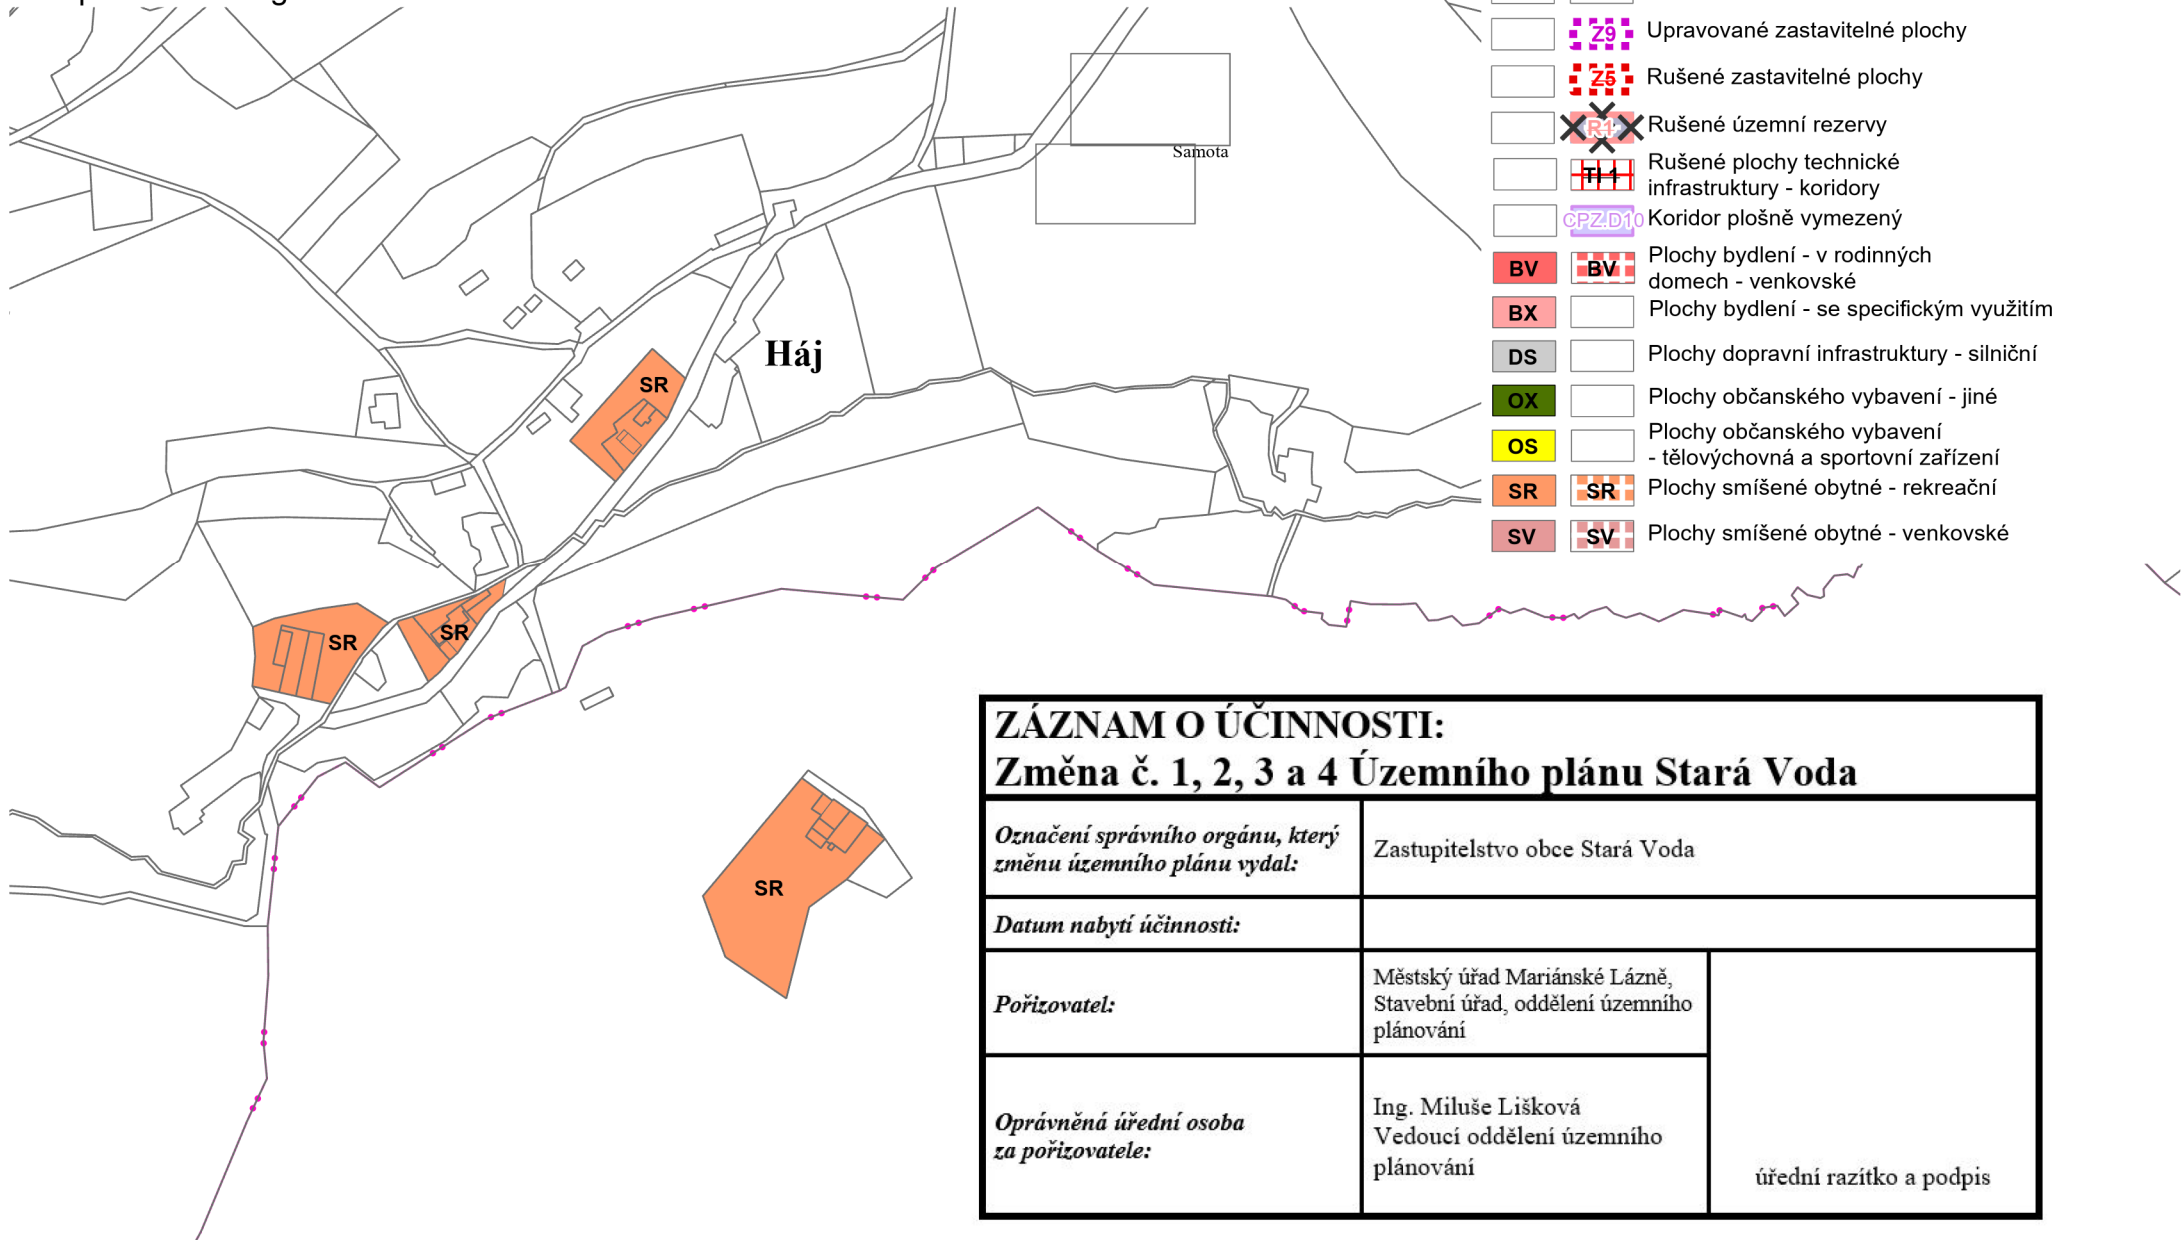 Z9 Upravované zastavitelné plochy
Z5 Rušené zastavitelné plochy
R1 Rušené územní rezervy
TI 1 Rušené plochy technické
infrastruktury - koridory
CPZ.D10 Koridor plošně vymezený
BV BV Plochy bydlení - v rodinných
domech - venkovské
BX Plochy bydlení - se specifickým využitím
DS Plochy dopravní infrastruktury - silniční
OX Plochy občanského vybavení - jiné
OS Plochy občanského vybavení
- tělovýchovná a sportovní zařízení
SR SR Plochy smíšené obytné - rekreační
SV SV Plochy smíšené obytné - venkovské
Samota
Háj
SR
SR
SR
SR
ZÁZNAM O ÚČINNOSTI:
Změna č. 1, 2, 3 a 4 Územního plánu Stará Voda
Označení správního orgánu, který
změnu územního plánu vydal:
Zastupitelstvo obce Stará Voda
Datum nabytí účinnosti:
Pořizovatel:
Městský úřad Mariánské Lázně,
Stavební úřad, oddělení územního
plánování
Oprávněná úřední osoba
za pořizovatele:
Ing. Miluše Lišková
Vedoucí oddělení územního
plánování
úřední razítko a podpis